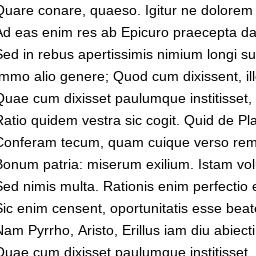 Quare conare, quaeso. Igitur ne dolorem
Ad eas enim res ab Epicuro praecepta da
Sed in rebus apertissimis nimium longi su
Immo alio genere; Quod cum dixissent, ill
Quae cum dixisset paulumque institisset,
Ratio quidem vestra sic cogit. Quid de Pla
Conferam tecum, quam cuique verso rem
Bonum patria: miserum exilium. Istam vol
Sed nimis multa. Rationis enim perfectio e
Sic enim censent, oportunitatis esse beat
Nam Pyrrho, Aristo, Erillus iam diu abiecti
Quae cum dixisset paulumque institisset